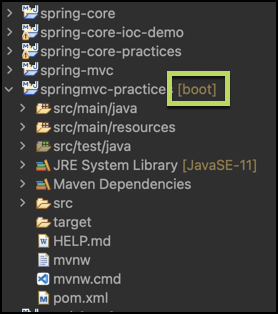 spring-core
spring-core-ioc-demo
spring-core-practices
spring-mvc
springmvc-practices [boot]
src/main/java
src/main/resources
src/test/java
JRE System Library [JavaSE-11]
Maven Dependencies
src
target
HELP.md
mvnw
mvnw.cmd
pom.xml